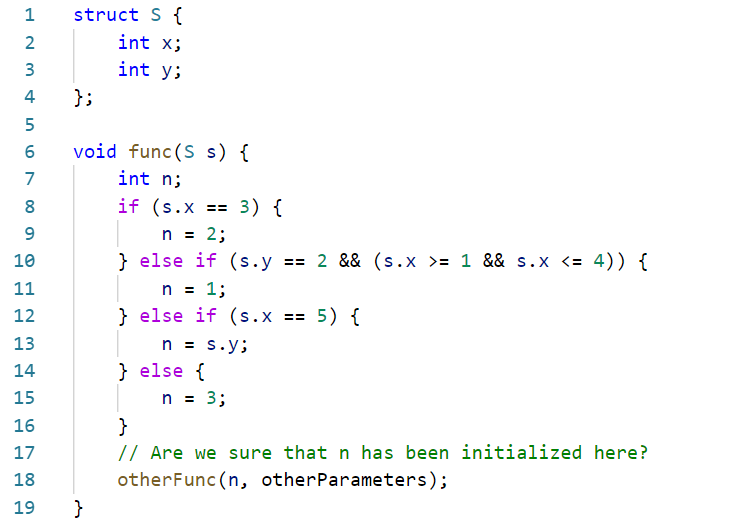 1 struct S {
2     int x;
3     int y;
4 };
5
6 void func(S s) {
7     int n;
8     if (s.x == 3) {
9         n = 2;
10     } else if (s.y == 2 && (s.x >= 1 && s.x <= 4)) {
11         n = 1;
12     } else if (s.x == 5) {
13         n = s.y;
14     } else {
15         n = 3;
16     }
17     // Are we sure that n has been initialized here?
18     otherFunc(n, otherParameters);
19 }